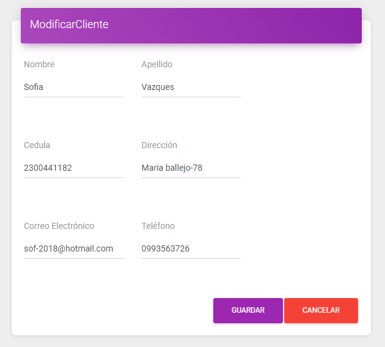 ModificarCliente
Nombre Apellido
Sofia Vazques
Cedula Dirección
2300441182 Maria ballejo-78
Correo Electrónico Teléfono
sof-2018@hotmail.com 0993563726
GUARDAR CANCELAR